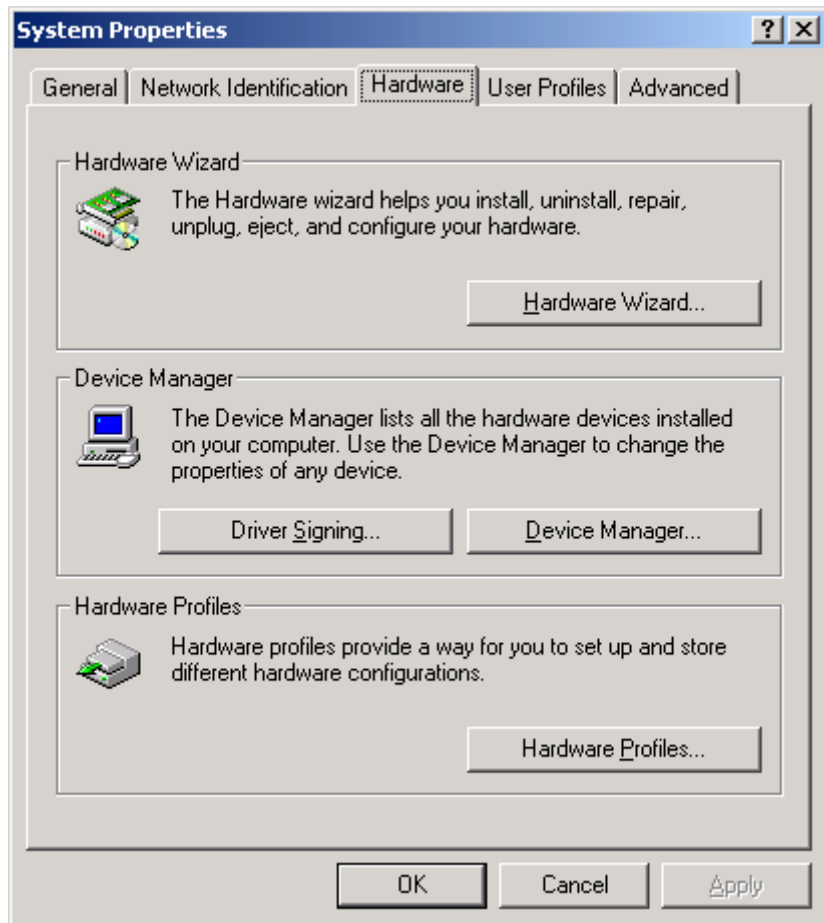 System Properties
General Network Identification Hardware User Profiles Advanced
Hardware Wizard
The Hardware wizard helps you install, uninstall, repair,
unplug, eject, and configure your hardware.
Hardware Wizard...
Device Manager
The Device Manager lists all the hardware devices installed
on your computer. Use the Device Manager to change the
properties of any device.
Driver Signing... Device Manager...
Hardware Profiles
Hardware profiles provide a way for you to set up and store
different hardware configurations.
Hardware Profiles...
OK Cancel Apply